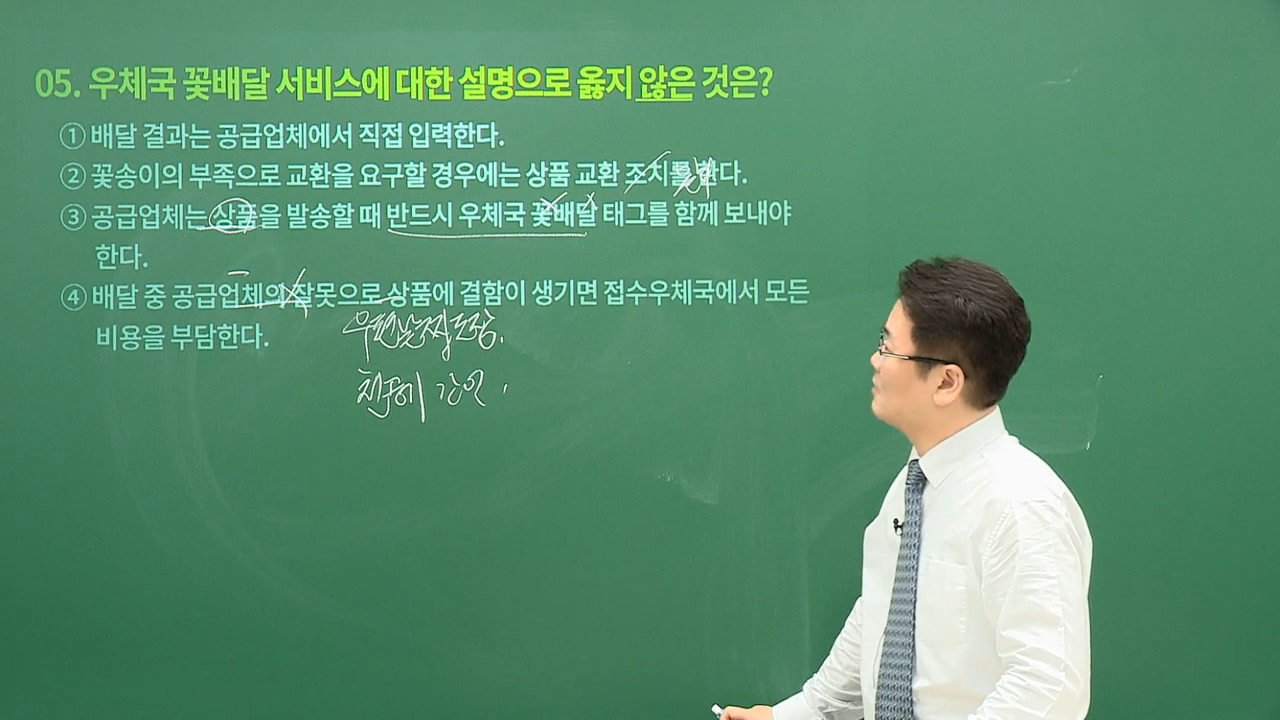 05. 우체국 꽃배달 서비스에 대한 설명으로 옳지 않은 것은?
① 배달 결과는 공급업체에서 직접 입력한다.
② 꽃송이의 부족으로 교환을 요구할 경우에는 상품 교환 조치를 한다.
③ 공급업체는 상품을 발송할 때 반드시 우체국 꽃배달 태그를 함께 보내야
한다.
④ 배달 중 공급업체의 잘못으로 상품에 결함이 생기면 접수우체국에서 모든
비용을 부담한다.